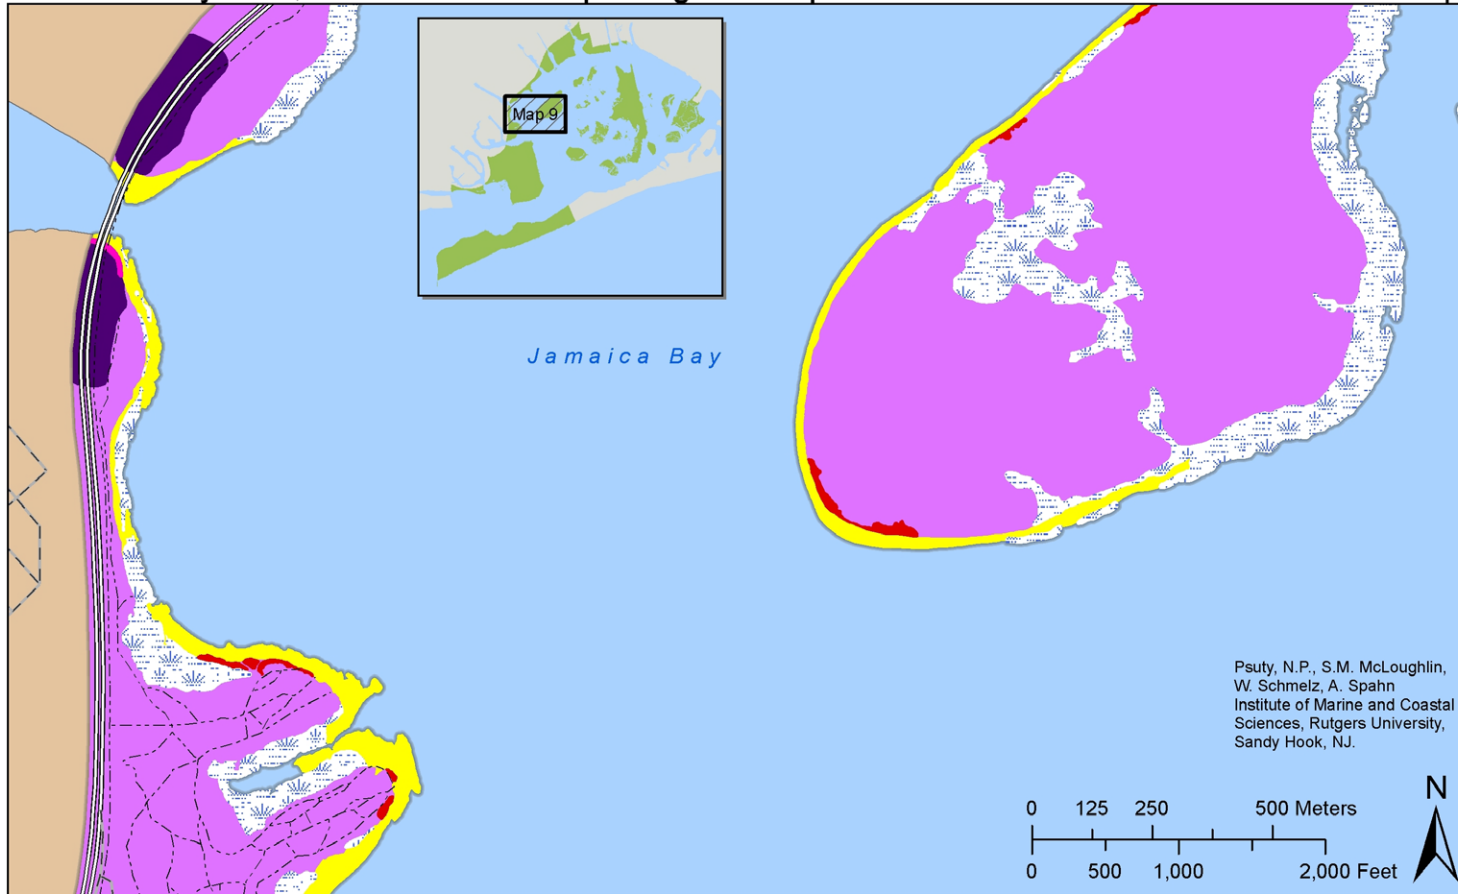 Map 9
Jamaica Bay
Psuty, N.P., S.M. McLoughlin,
W. Schmelz, A. Spahn
Institute of Marine and Coastal
Sciences, Rutgers University,
Sandy Hook, NJ.
N
0 125 250 500 Meters
0 500 1,000 2,000 Feet